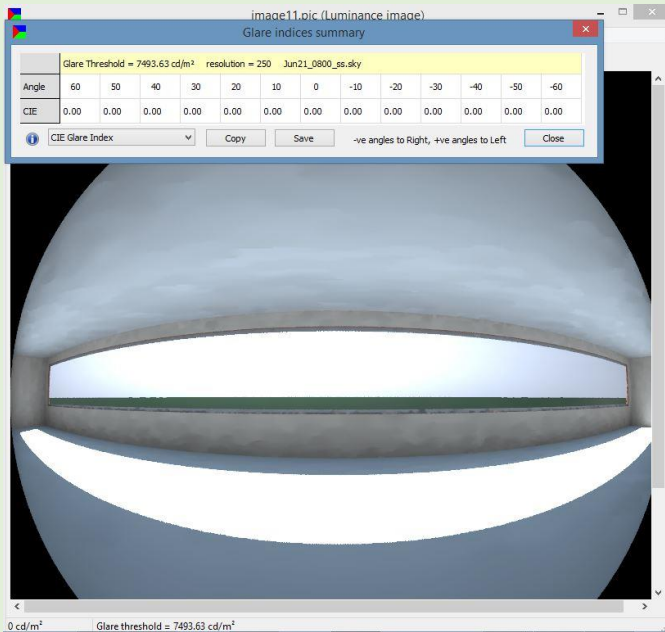 image11.pic (Luminance image)
Glare indices summary
Glare Threshold = 7493.63 cd/m² resolution = 250 Jun21_0800_ss.sky
Angle 60 50 40 30 20 10 0 -10 -20 -30 -40 -50 -60
CIE 0.00 0.00 0.00 0.00 0.00 0.00 0.00 0.00 0.00 0.00 0.00 0.00 0.00
CIE Glare Index Copy Save -ve angles to Right, +ve angles to Left Close
0 cd/m² Glare threshold = 7493.63 cd/m²